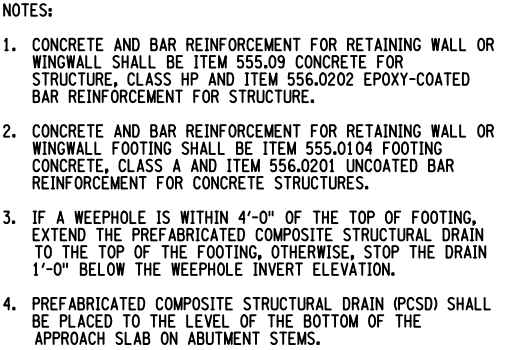 NOTES:
1. CONCRETE AND BAR REINFORCEMENT FOR RETAINING WALL OR
WINGWALL SHALL BE ITEM 555.09 CONCRETE FOR
STRUCTURE, CLASS HP AND ITEM 556.0202 EPOXY-COATED
BAR REINFORCEMENT FOR STRUCTURE.
2. CONCRETE AND BAR REINFORCEMENT FOR RETAINING WALL OR
WINGWALL FOOTING SHALL BE ITEM 555.0104 FOOTING
CONCRETE, CLASS A AND ITEM 556.0201 UNCOATED BAR
REINFORCEMENT FOR CONCRETE STRUCTURES.
3. IF A WEEPHOLE IS WITHIN 4'-0" OF THE TOP OF FOOTING,
EXTEND THE PREFABRICATED COMPOSITE STRUCTURAL DRAIN
TO THE TOP OF THE FOOTING, OTHERWISE, STOP THE DRAIN
1'-0" BELOW THE WEEPHOLE INVERT ELEVATION.
4. PREFABRICATED COMPOSITE STRUCTURAL DRAIN (PCSD) SHALL
BE PLACED TO THE LEVEL OF THE BOTTOM OF THE
APPROACH SLAB ON ABUTMENT STEMS.